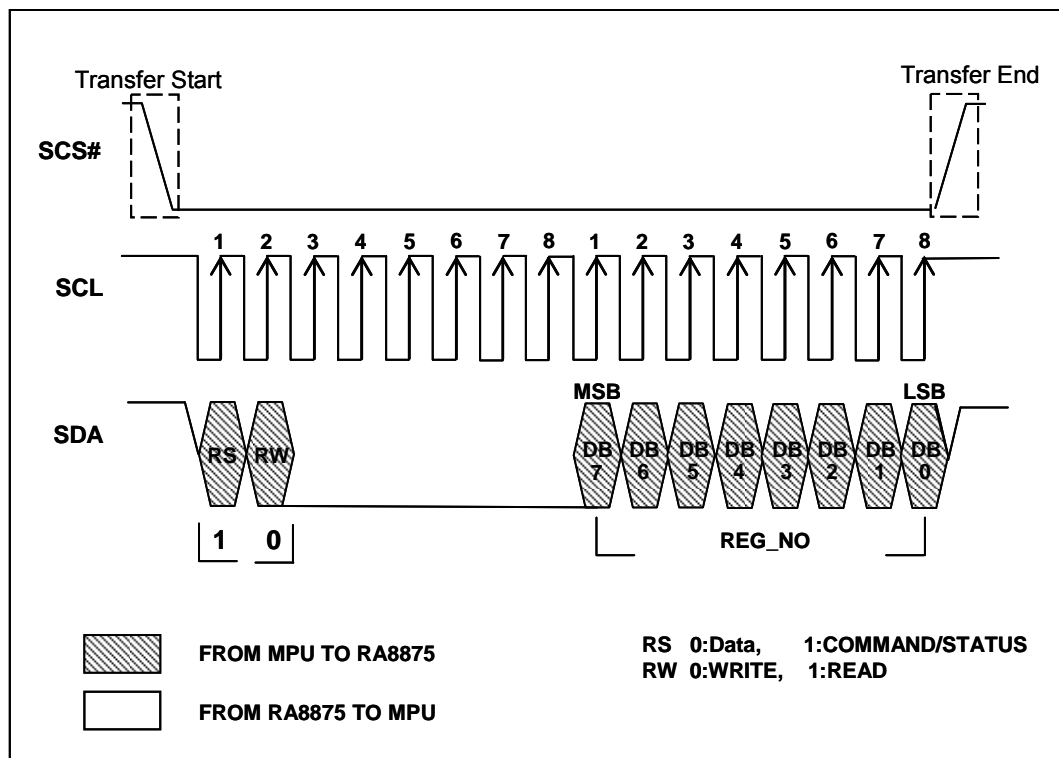 Transfer Start
Transfer End
SCS#
1 2 3 4 5 6 7 8 1 2 3 4 5 6 7 8
SCL
MSB
LSB
SDA
RS RW DB 7 DB 6 DB 5 DB 4 DB 3 DB 2 DB 1 DB 0
1 0
REG_NO
FROM MPU TO RA8875
RS 0:Data, 1:COMMAND/STATUS
RW 0:WRITE, 1:READ
FROM RA8875 TO MPU